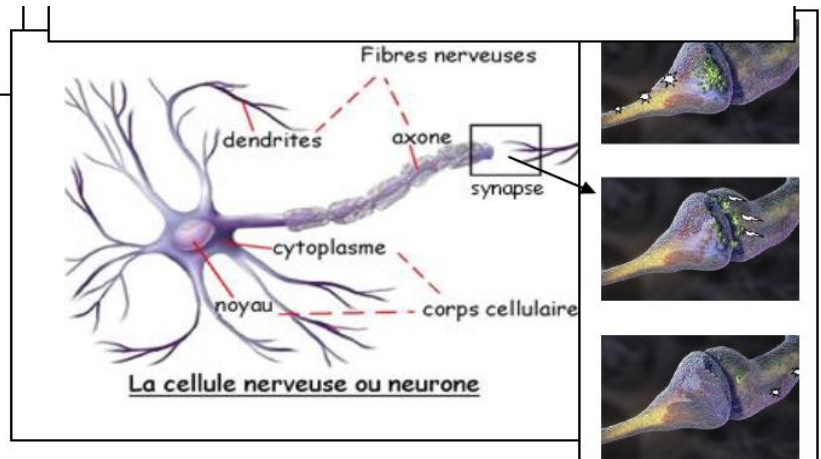 Fibres nerveuses
dendrites
axone
synapse
cytoplasme
noyau
corps cellulaire
La cellule nerveuse ou neurone